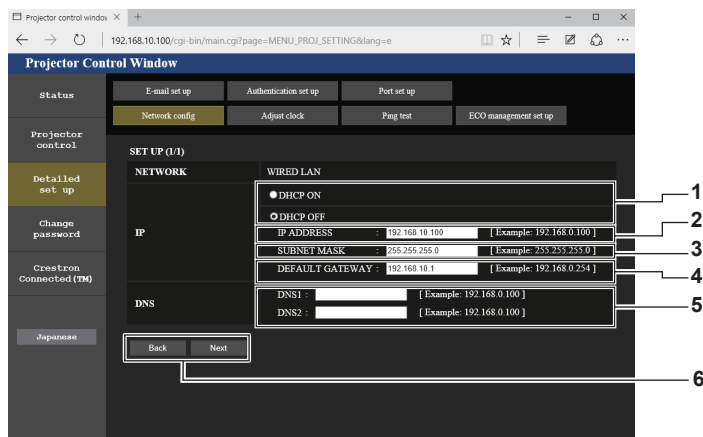 Projector control window
192.168.10.100/cgi-bin/main.cgi?page=MENU_PROJ_SETTING&lang=e
Projector Control Window
Status
Projector
control
Detailed
set up
Change
password
Crestron
Connected(TM)
Japanese
E-mail set up
Authentication set up
Port set up
Network config
Adjust clock
Ping test
ECO management set up
SET UP (1/1)
NETWORK
WIRED LAN
IP
DHCP ON
DHCP OFF
IP ADDRESS : 192.168.10.100 [ Example: 192.168.0.100 ]
SUBNET MASK : 255.255.255.0 [ Example: 255.255.255.0 ]
DEFAULT GATEWAY : 192.168.10.1 [ Example: 192.168.0.254 ]
DNS
DNS1 : [ Example: 192.168.0.100 ]
DNS2 : [ Example: 192.168.0.100 ]
Back
Next
1
2
3
4
5
6